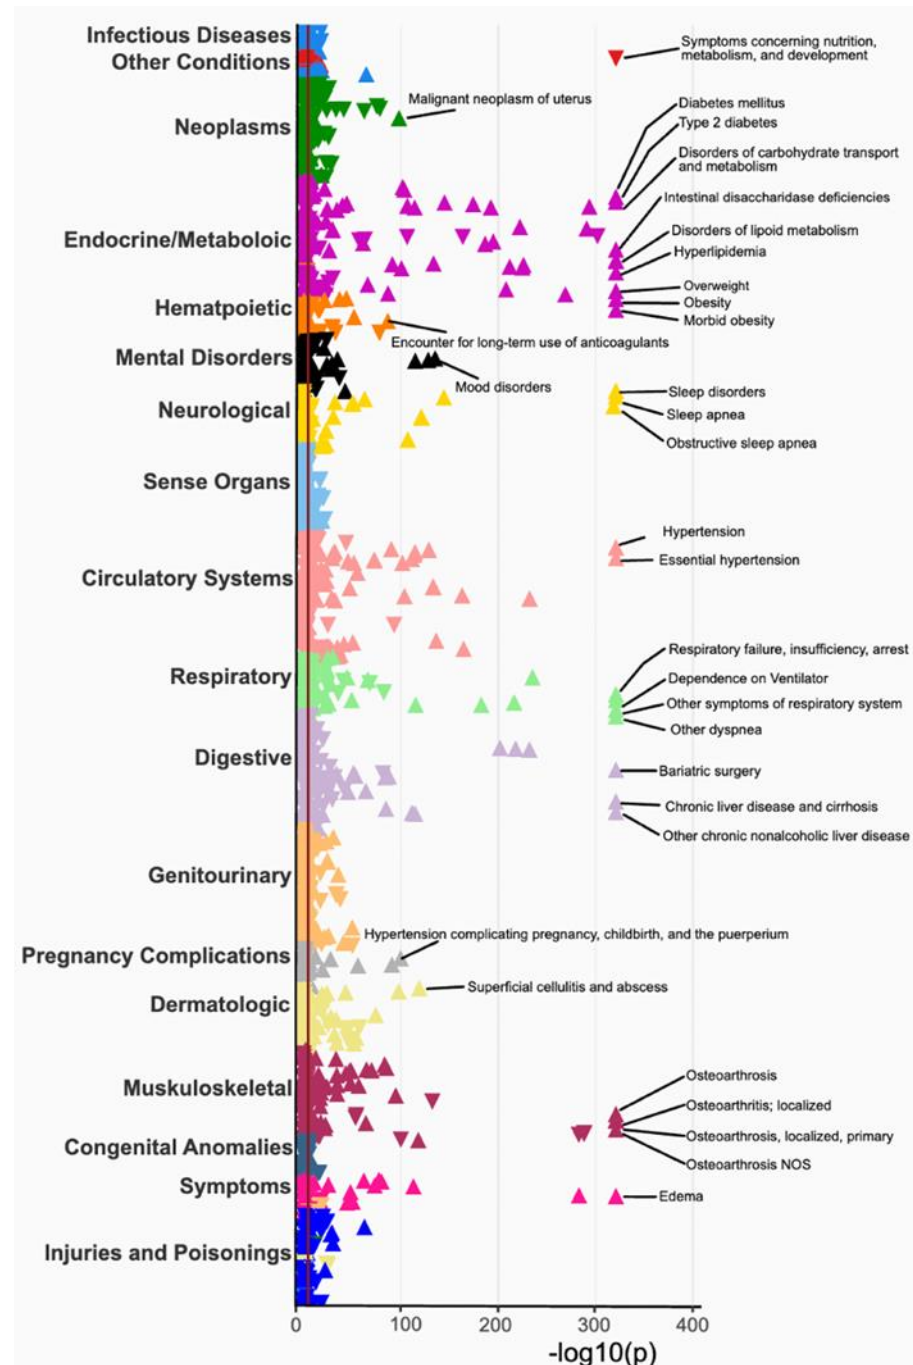 Infectious Diseases
Other Conditions
Symptoms concerning nutrition,
metabolism, and development
Malignant neoplasm of uterus
Neoplasms
Diabetes mellitus
Type 2 diabetes
Disorders of carbohydrate transport
and metabolism
Intestinal disaccharidase deficiencies
Endocrine/Metaboloic
Disorders of lipoid metabolism
Hyperlipidemia
Overweight
Obesity
Morbid obesity
Hematpoietic
Encounter for long-term use of anticoagulants
Mental Disorders
Mood disorders
Neurological
Sleep disorders
Sleep apnea
Obstructive sleep apnea
Sense Organs
Hypertension
Essential hypertension
Circulatory Systems
Respiratory
Respiratory failure, insufficiency, arrest
Dependence on Ventilator
Other symptoms of respiratory system
Other dyspnea
Digestive
Bariatric surgery
Chronic liver disease and cirrhosis
Other chronic nonalcoholic liver disease
Genitourinary
Hypertension complicating pregnancy, childbirth, and the puerperium
Pregnancy Complications
Superficial cellulitis and abscess
Dermatologic
Muskuloskeletal
Osteoarthrosis
Osteoarthritis; localized
Osteoarthrosis, localized, primary
Osteoarthrosis NOS
Congenital Anomalies
Symptoms
Edema
Injuries and Poisonings
0 100 200 300 400
-log10(p)